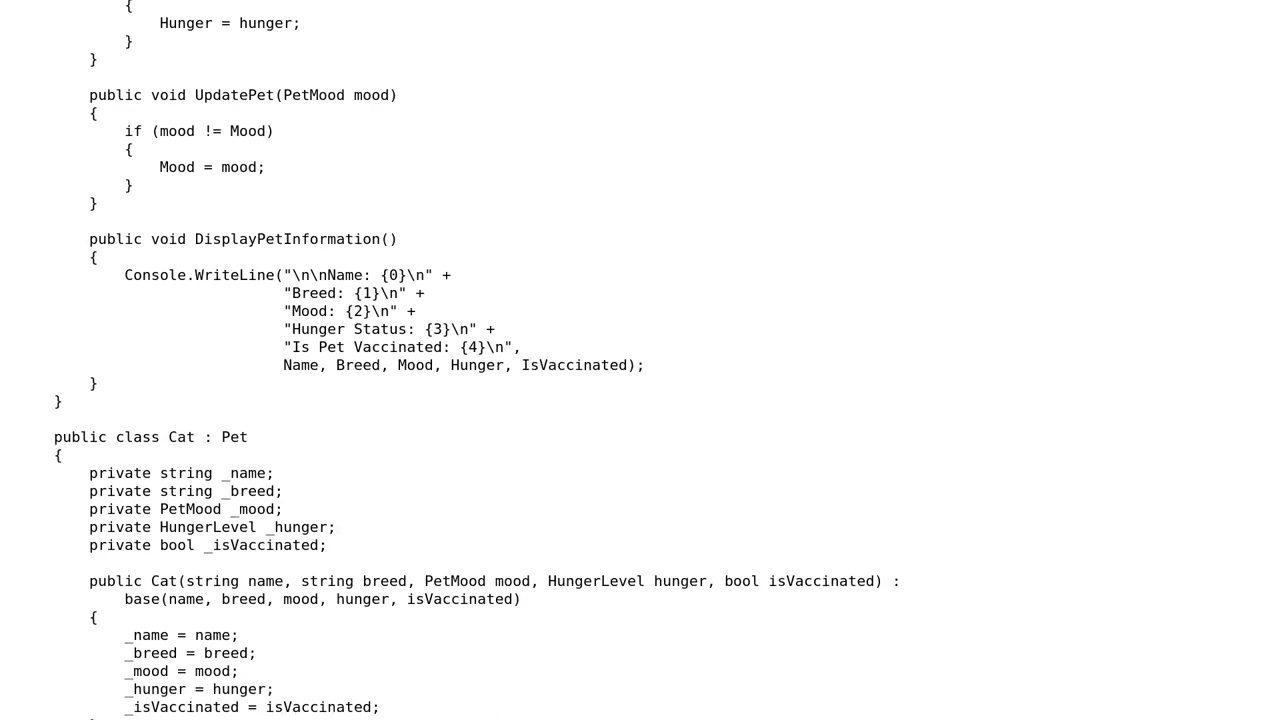 {
Hunger = hunger;
}
}
public void UpdatePet(PetMood mood)
{
if (mood != Mood)
{
Mood = mood;
}
}
public void DisplayPetInformation()
{
Console.WriteLine("\n\nName: {0}\n" +
"Breed: {1}\n" +
"Mood: {2}\n" +
"Hunger Status: {3}\n" +
"Is Pet Vaccinated: {4}\n",
Name, Breed, Mood, Hunger, IsVaccinated);
}
}
public class Cat : Pet
{
private string _name;
private string _breed;
private PetMood _mood;
private HungerLevel _hunger;
private bool _isVaccinated;
public Cat(string name, string breed, PetMood mood, HungerLevel hunger, bool isVaccinated) :
base(name, breed, mood, hunger, isVaccinated)
{
_name = name;
_breed = breed;
_mood = mood;
_hunger = hunger;
_isVaccinated = isVaccinated;